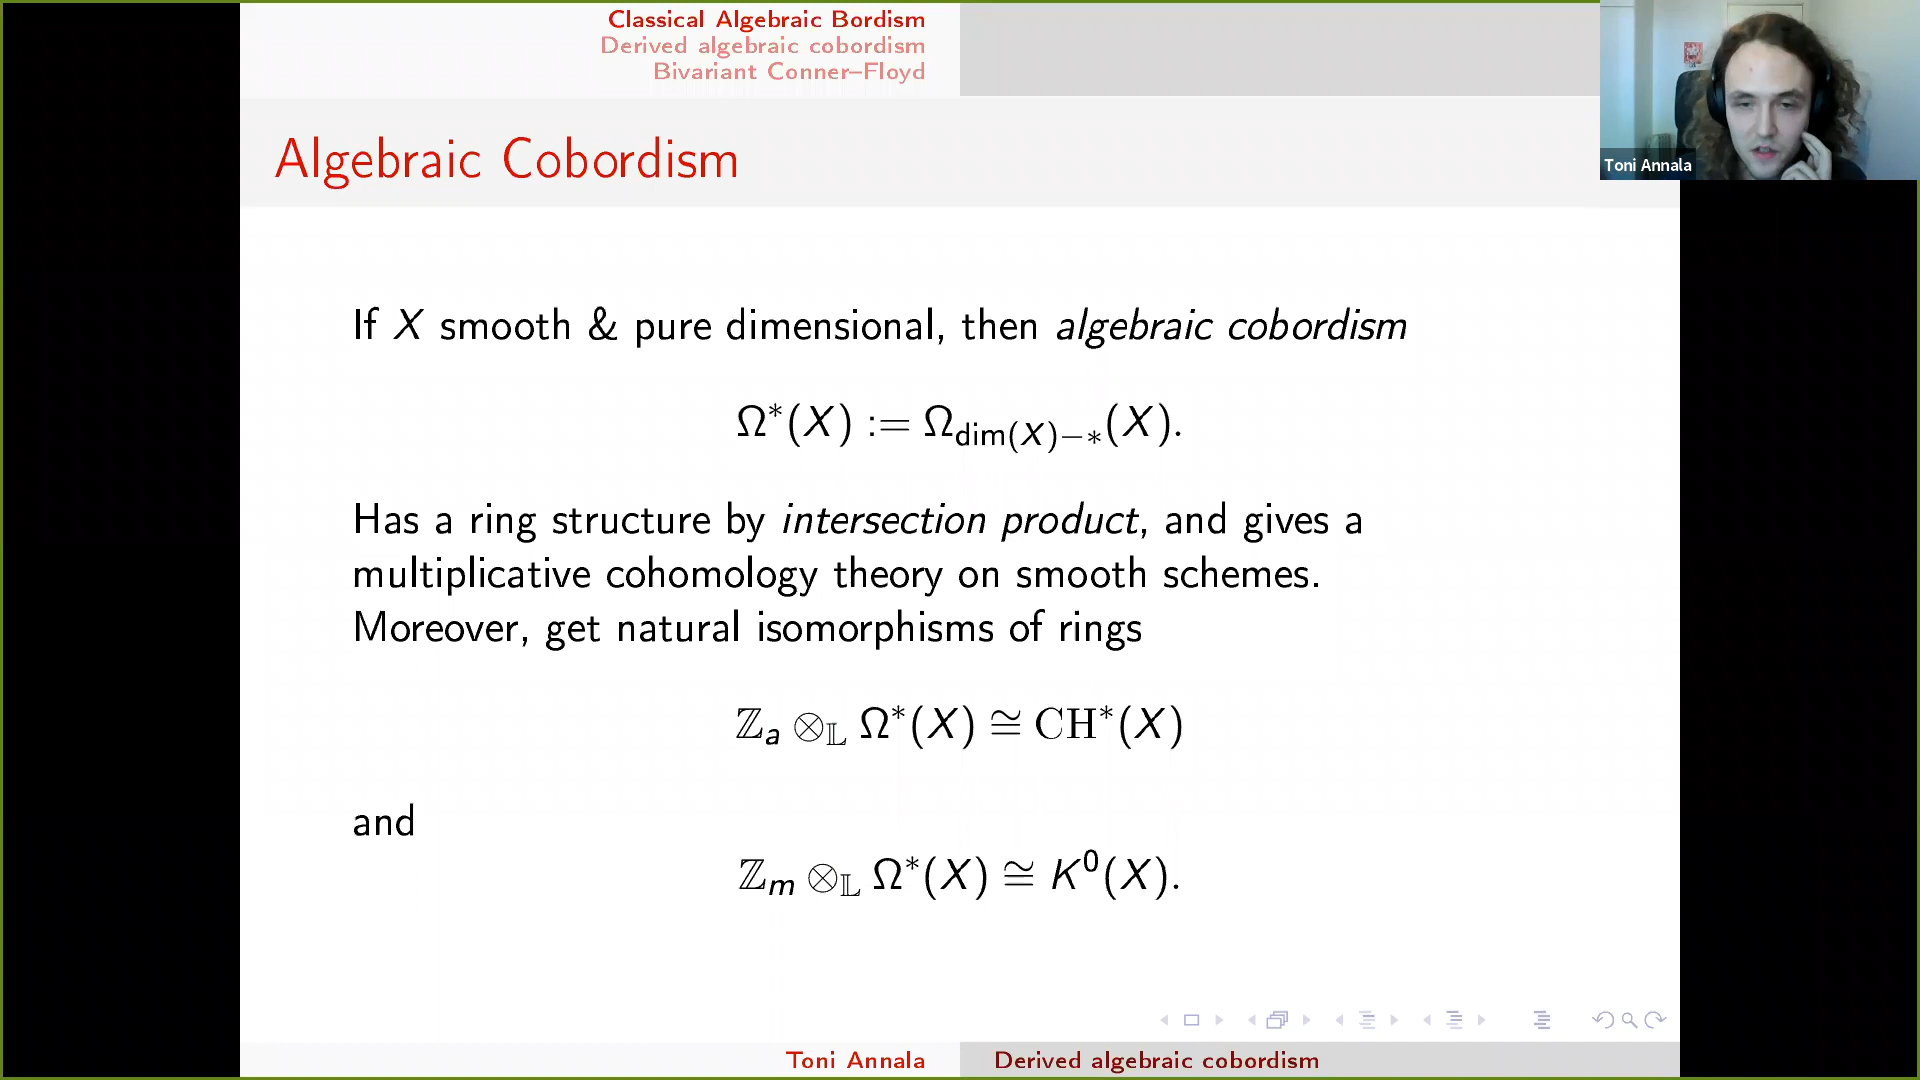 Classical Algebraic Bordism
Derived algebraic cobordism
Bivariant Conner–Floyd
Toni Annala
Algebraic Cobordism
If X smooth & pure dimensional, then algebraic cobordism
Ω*(X) := Ω_{dim(X)−*}(X).
Has a ring structure by intersection product, and gives a
multiplicative cohomology theory on smooth schemes.
Moreover, get natural isomorphisms of rings
ℤ_a ⊗_𝕃 Ω*(X) ≅ CH*(X)
and
ℤ_m ⊗_𝕃 Ω*(X) ≅ K⁰(X).
Toni Annala
Derived algebraic cobordism